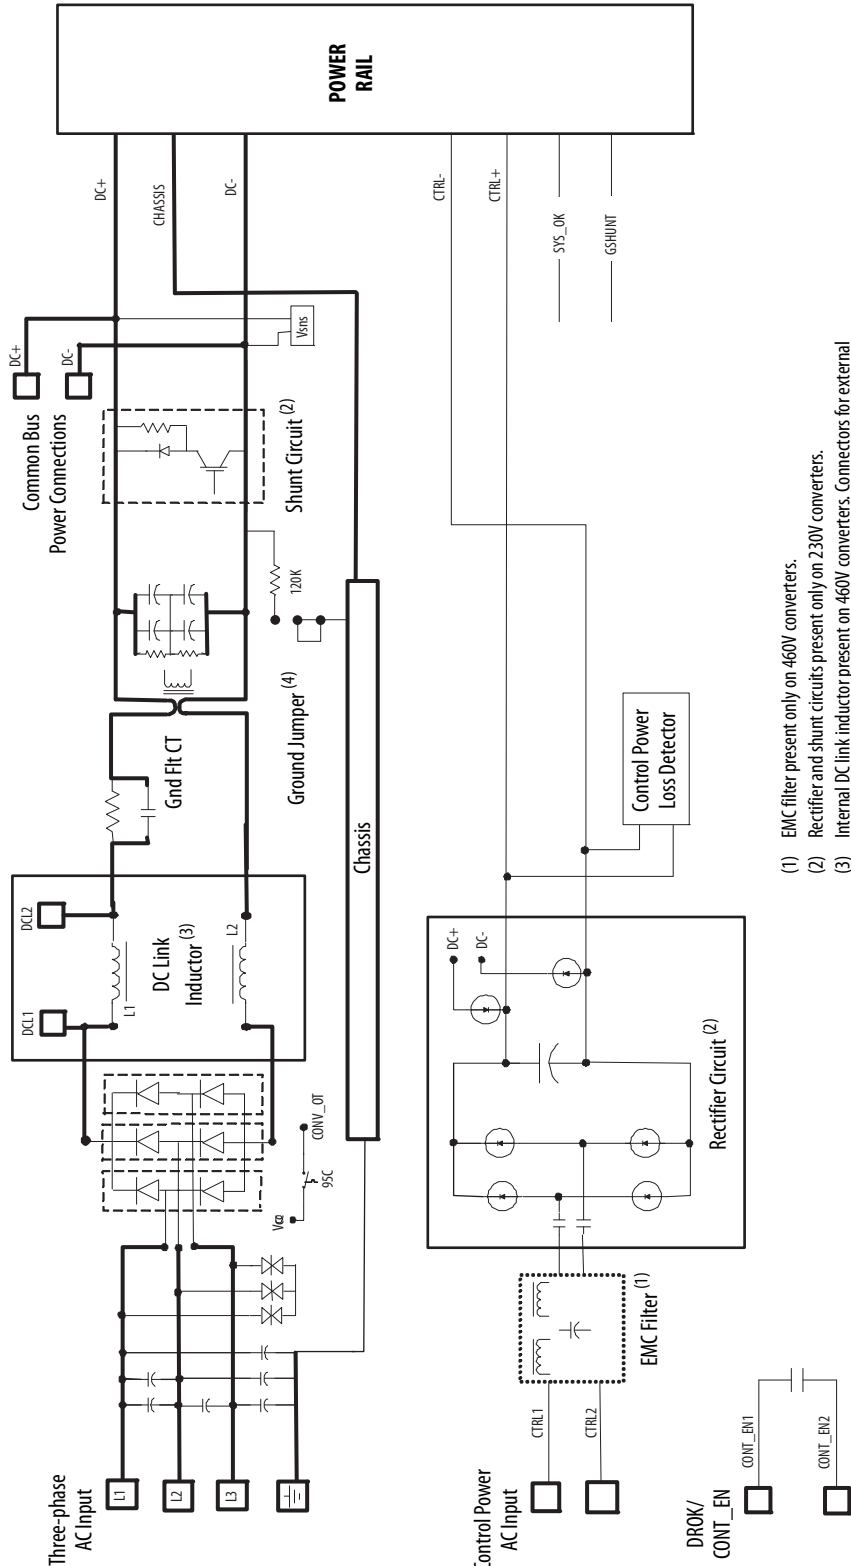 POWER
RAIL
DC+
CHASSIS
DC-
CTRL-
CTRL+
SYS_OK
GSHUNT
DC+
DC-
Common Bus
Power Connections
Vsns
Shunt Circuit (2)
120K
Ground Jumper (4)
Gnd Flt CT
Chassis
DCL2
DCL1
DC Link
Inductor (3)
L1
L2
CONV_OT
95C
Three-phase
AC Input
L1
L2
L3
Control Power
Loss Detector
DC+
DC-
Rectifier Circuit (2)
EMC Filter (1)
CTRL1
CTRL2
Control Power
AC Input
DROK/
CONT_EN
CONT_EN1
CONT_EN2
(1) EMC filter present only on 460V converters.
(2) Rectifier and shunt circuits present only on 230V converters.
(3) Internal DC link inductor present on 460V converters. Connectors for external